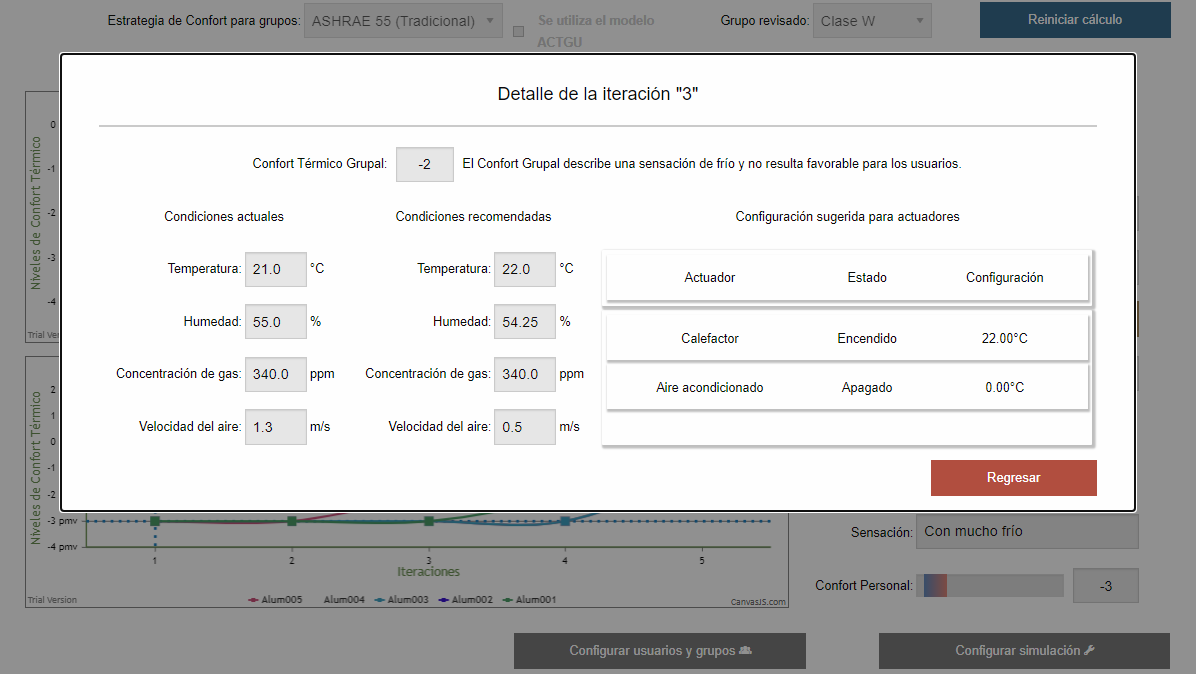 Estrategia de Confort para grupos: ASHRAE 55 (Tradicional) Se utiliza el modelo ACTGU Grupo revisado: Clase W Reiniciar cálculo
Detalle de la iteración "3"
Confort Térmico Grupal: -2 El Confort Grupal describe una sensación de frío y no resulta favorable para los usuarios.
Condiciones actuales Condiciones recomendadas Configuración sugerida para actuadores
Temperatura: 21.0 °C Temperatura: 22.0 °C
Humedad: 55.0 % Humedad: 54.25 %
Concentración de gas: 340.0 ppm Concentración de gas: 340.0 ppm
Velocidad del aire: 1.3 m/s Velocidad del aire: 0.5 m/s
Actuador Estado Configuración
Calefactor Encendido 22.00°C
Aire acondicionado Apagado 0.00°C
Regresar
Niveles de Confort Térmico
0
-1
-2
-3
-4
Trial Ve
Niveles de Confort Térmico
2
1
0
-1
-2
-3 pmv
-4 pmv
1 2 3 4 5
Iteraciones
Alum005 Alum004 Alum003 Alum002 Alum001
Trial Version CanvasJS.com
Sensación: Con mucho frío
Confort Personal: -3
Configurar usuarios y grupos Configurar simulación